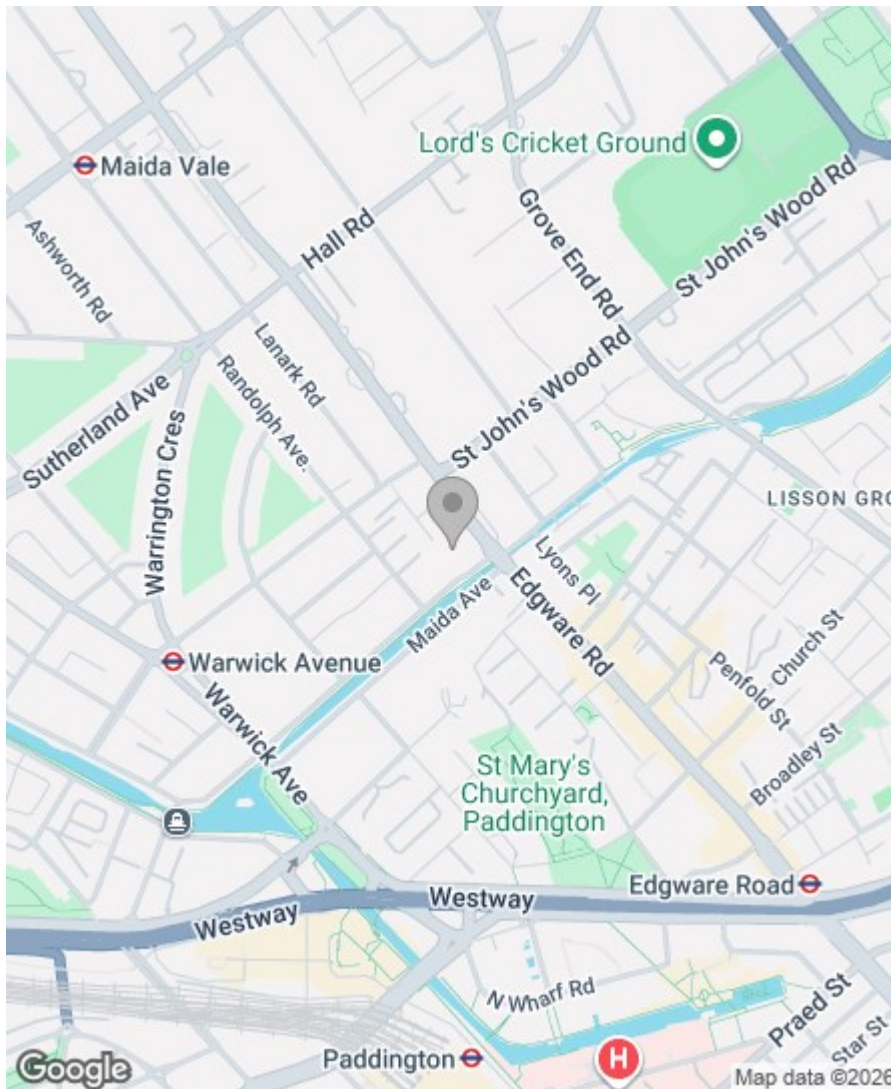 Lord's Cricket Ground
Maida Vale
St John's Wood Rd
Hall Rd
Grove End Rd
Ashworth Rd
Lanark Rd
Randolph Ave.
St John's Wood Rd
Sutherland Ave
Warrington Cres
LISSON GRO
Lyons Pl
Edgware Rd
Maida Ave
Church St
Warwick Avenue
Penfold St
Warwick Ave
Broadley St
St Mary's
Churchyard,
Paddington
Edgware Road
Westway
Westway
N Wharf Rd
Praed St
Star St
Paddington
H
Google
Map data ©2026